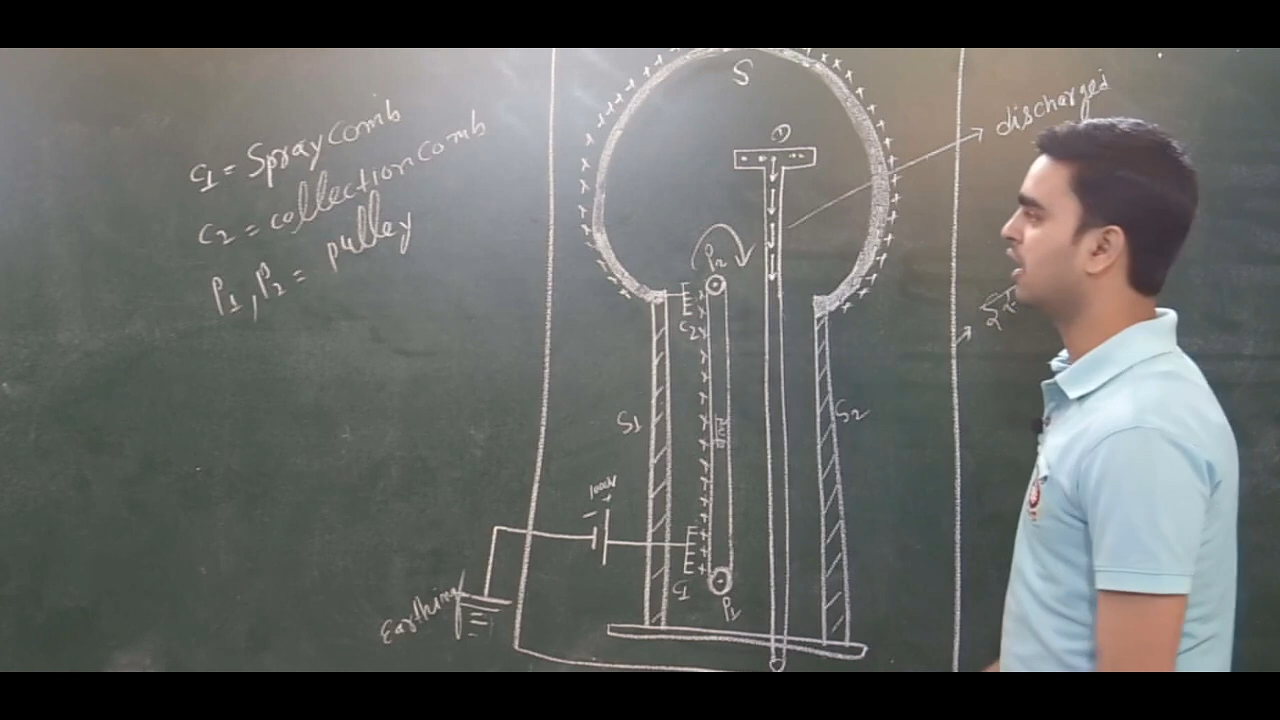 C1 = Spray comb
C2 = collection comb
P1, P2 = pulley
S
D
discharged
P2
C2
S1
S2
- +
C1
P1
Earthing